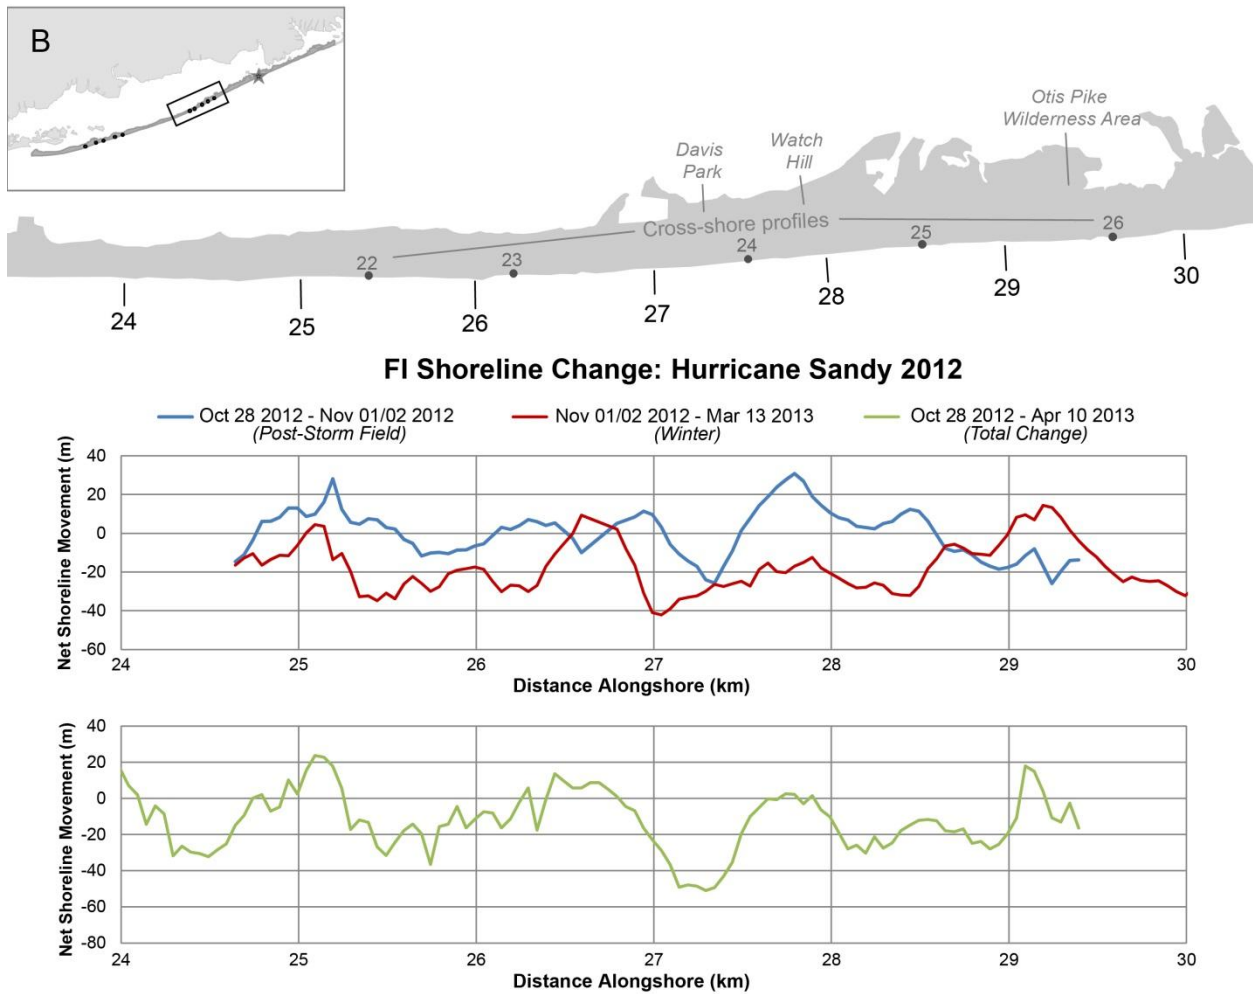 B
Otis Pike
Wilderness Area
Davis
Park
Watch
Hill
Cross-shore profiles
22
23
24
25
26
24
25
26
27
28
29
30
FI Shoreline Change: Hurricane Sandy 2012
Oct 28 2012 - Nov 01/02 2012
(Post-Storm Field)
Nov 01/02 2012 - Mar 13 2013
(Winter)
Oct 28 2012 - Apr 10 2013
(Total Change)
Net Shoreline Movement (m)
40
20
0
-20
-40
-60
24
25
26
27
28
29
30
Distance Alongshore (km)
Net Shoreline Movement (m)
40
20
0
-20
-40
-60
-80
24
25
26
27
28
29
30
Distance Alongshore (km)